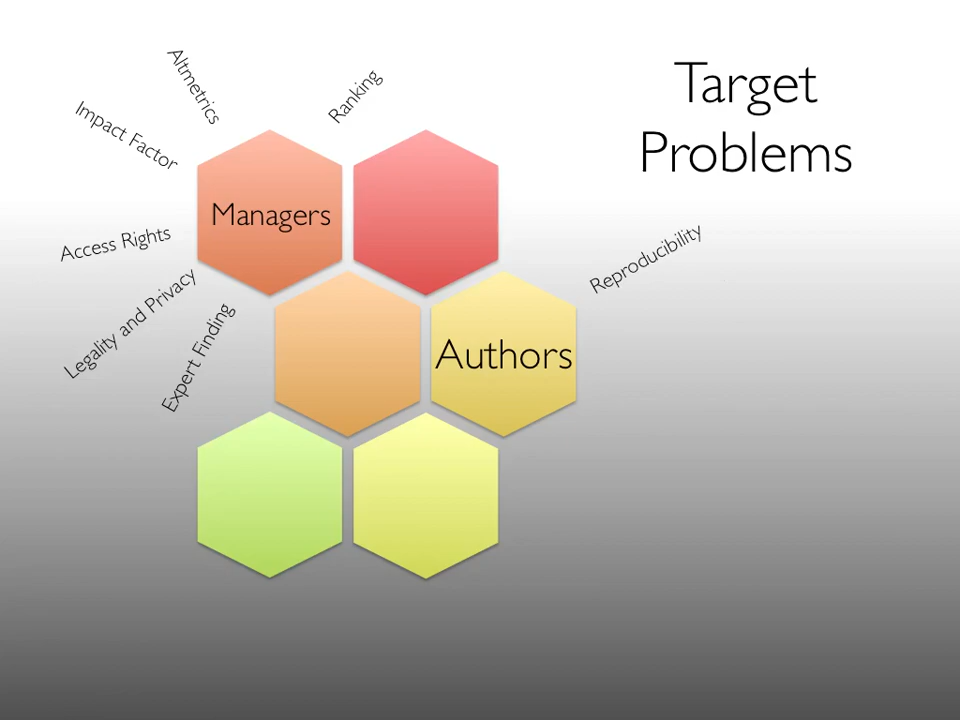 Target
Problems
Altmetrics
Ranking
Impact Factor
Managers
Access Rights
Reproducibility
Legality and Privacy
Expert Finding
Authors